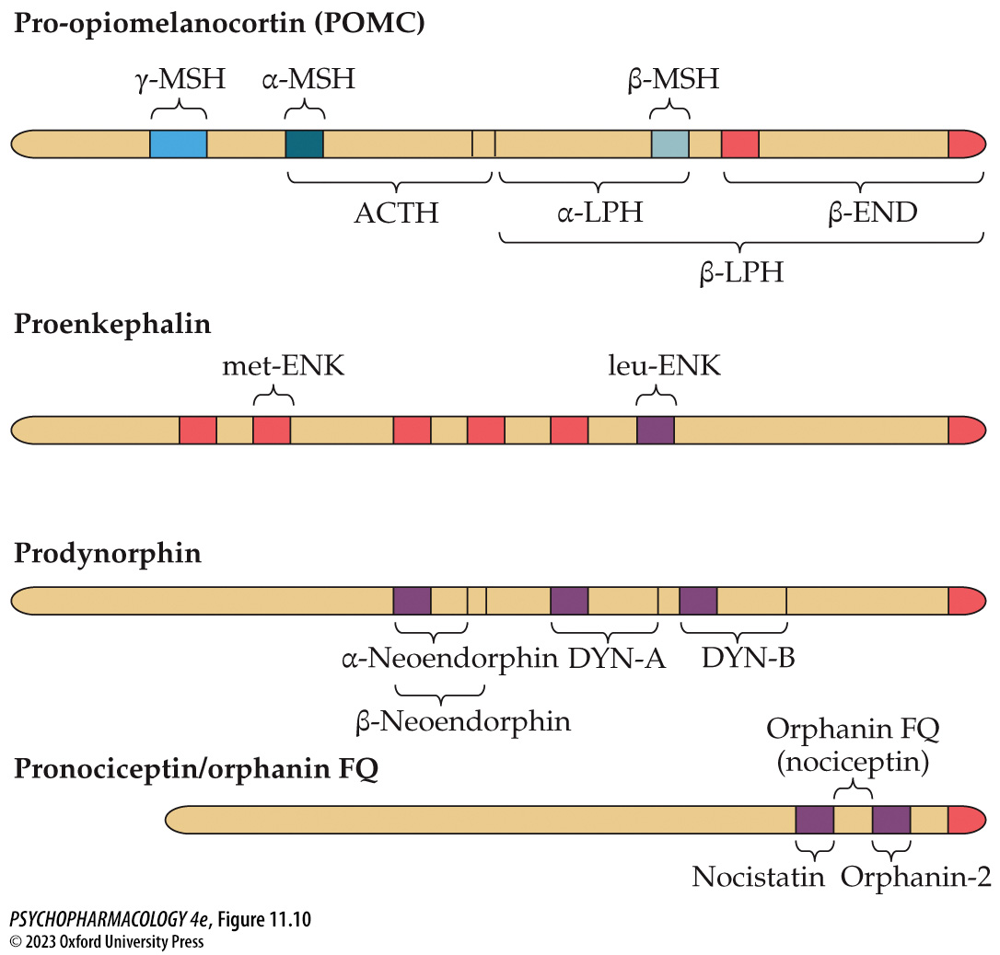 Pro-opiomelanocortin (POMC)
γ-MSH α-MSH β-MSH
ACTH α-LPH β-END
β-LPH
Proenkephalin
met-ENK leu-ENK
Prodynorphin
α-Neoendorphin DYN-A DYN-B
β-Neoendorphin
Orphanin FQ
(nociceptin)
Pronociceptin/orphanin FQ
Nocistatin Orphanin-2
PSYCHOPHARMACOLOGY 4e, Figure 11.10
© 2023 Oxford University Press